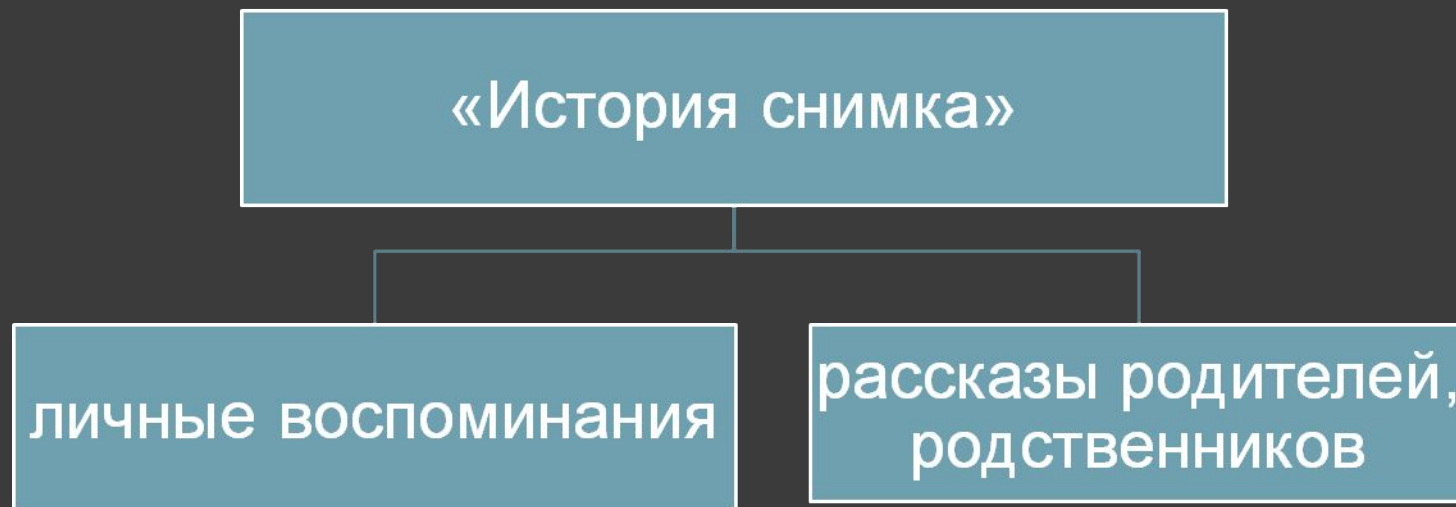 «История снимка»
личные воспоминания
рассказы родителей,
родственников